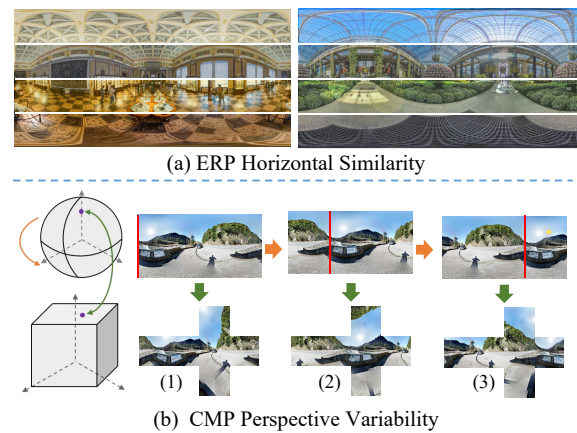 (a) ERP Horizontal Similarity
(1)
(2)
(3)
(b) CMP Perspective Variability